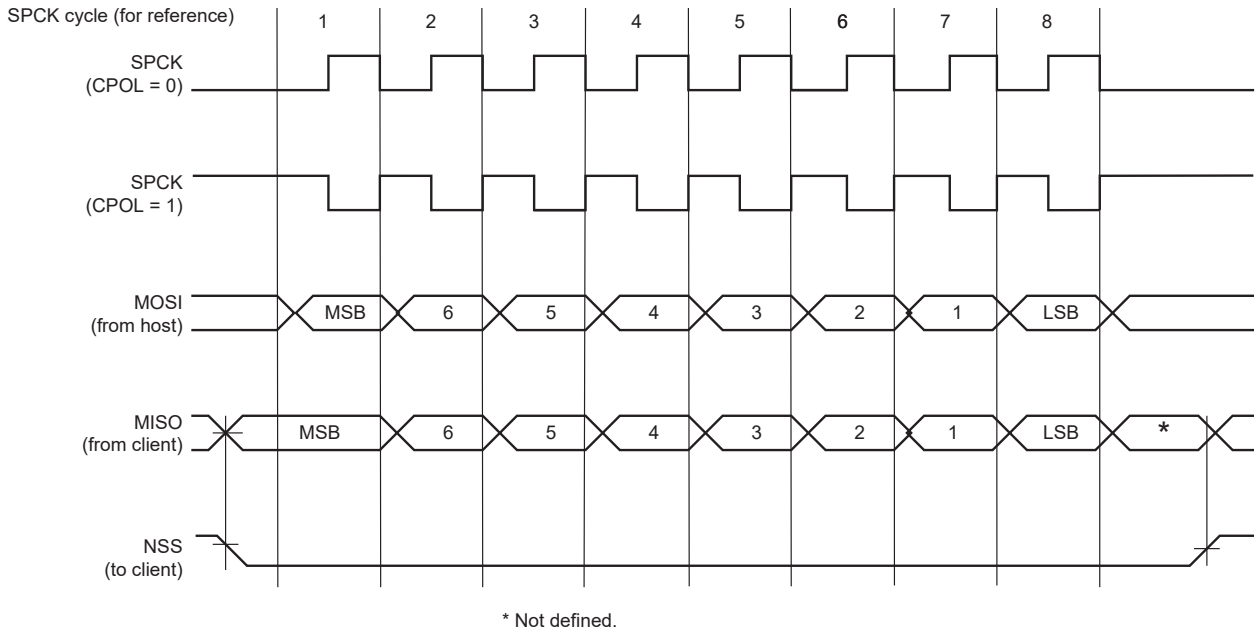 SPCK cycle (for reference)
1 2 3 4 5 6 7 8
SPCK
(CPOL = 0)
SPCK
(CPOL = 1)
MOSI
(from host)
MSB 6 5 4 3 2 1 LSB
MISO
(from client)
MSB 6 5 4 3 2 1 LSB *
NSS
(to client)
* Not defined.